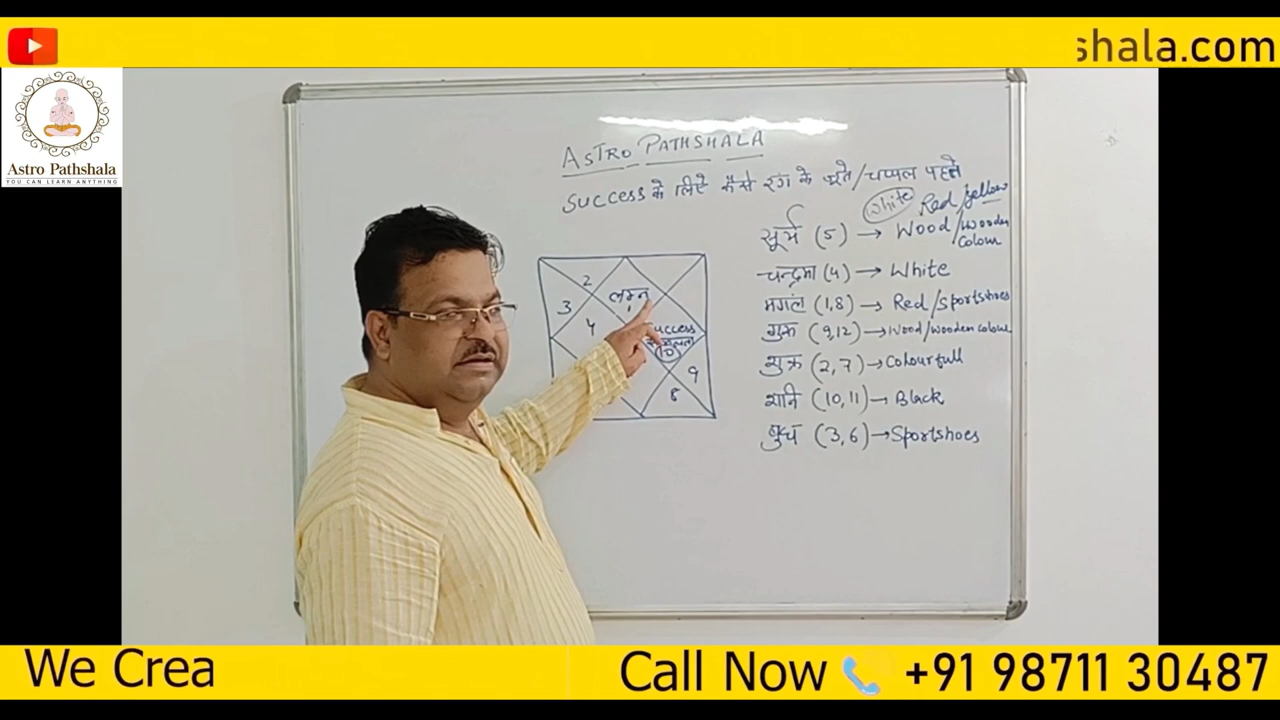 shala.com
Astro Pathshala
YOU CAN LEARN ANYTHING
ASTRO PATHSHALA
Success के लिऐ कैसे रंग के जूते/चप्पल पहने
White Red/yellow
सूर्य (5) → Wood/wooden
Colour
चन्द्रमा (4) → White
मगलं (1,8) → Red/Sportshoes
गुरू (9,12) → Wood/wooden colour
शुक्र (2,7) → Colourfull
शनि (10,11) → Black
बुध (3,6) → Sportshoes
2
लग्न
3
1
4
Success
(10)
9
8
We Crea
Call Now +91 98711 30487